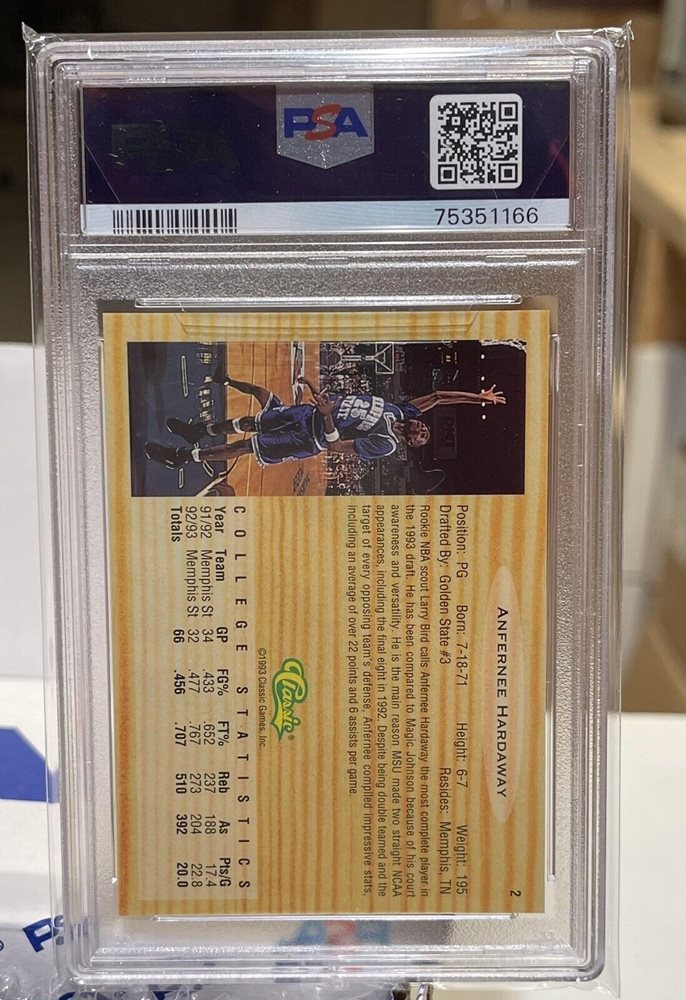 PSA
75351166
2
ANFERNEE HARDAWAY
Position: PG Born: 7-18-71 Height: 6-7 Weight: 195
Drafted By: Golden State #3 Resides: Memphis, TN
Rookie NBA scout Larry Bird calls Anfernee Hardaway the most complete player in
the 1993 draft. He has been compared to Magic Johnson because of his court
awareness and versatility. He is the main reason MSU made two straight NCAA
appearances, including the final eight in 1992. Despite being double teamed and the
target of every opposing team's defense, Anfernee compiled impressive stats,
including an average of over 22 points and 6 assists per game.
Classic®
©1993 Classic Games, Inc.
COLLEGE STATISTICS
Year Team GP FG% FT% Reb As Pts/G
91/92 Memphis St 34 .433 .652 237 188 17.4
92/93 Memphis St 32 .477 .767 273 204 22.8
Totals 66 .456 .707 510 392 20.0
25